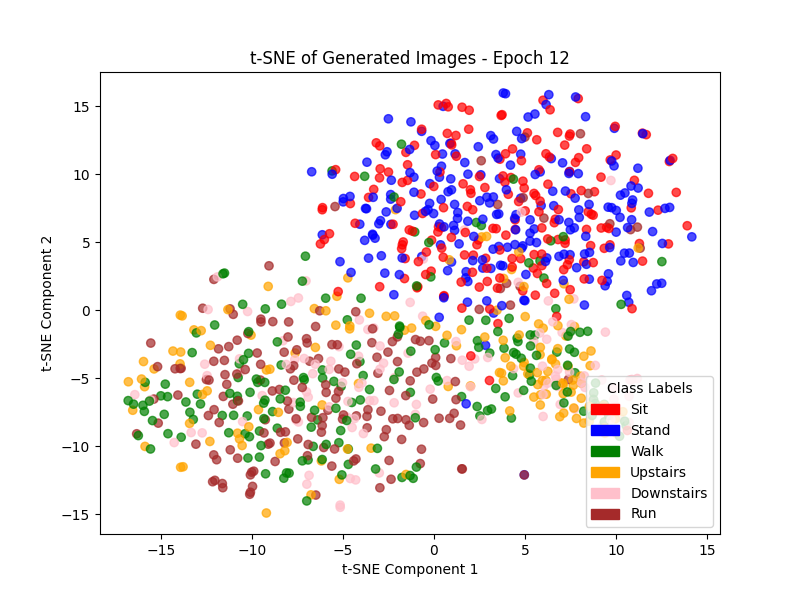 t-SNE of Generated Images - Epoch 12
15
10
5
0
−5
−10
−15
t-SNE Component 2
−15
−10
−5
0
5
10
15
t-SNE Component 1
Class Labels
Sit
Stand
Walk
Upstairs
Downstairs
Run